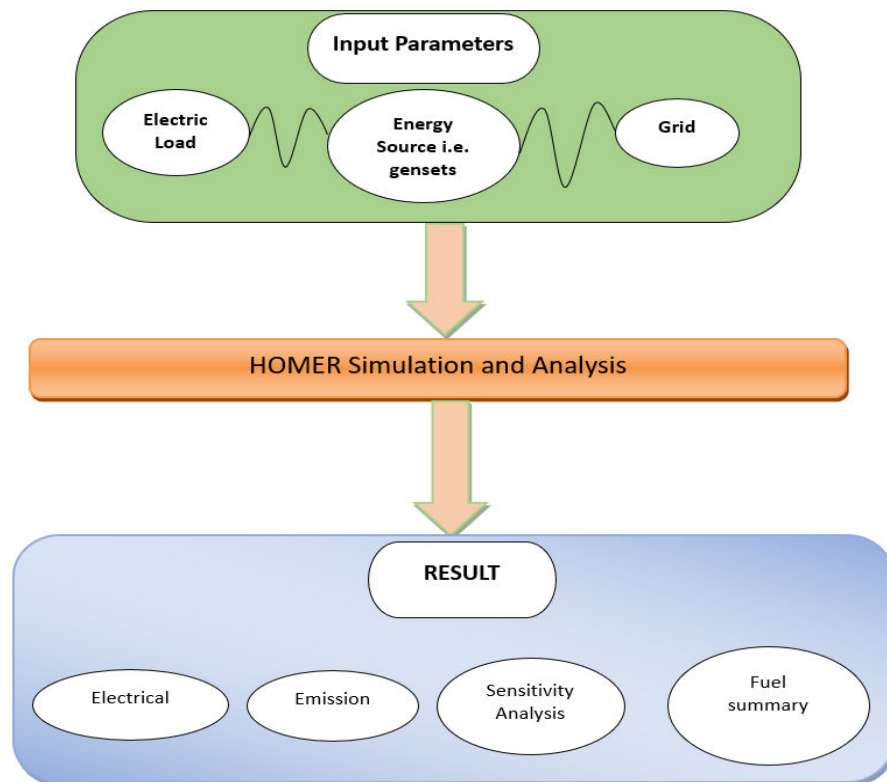 Input Parameters
Electric
Load
Energy
Source i.e.
gensets
Grid
HOMER Simulation and Analysis
RESULT
Electrical
Emission
Sensitivity
Analysis
Fuel
summary